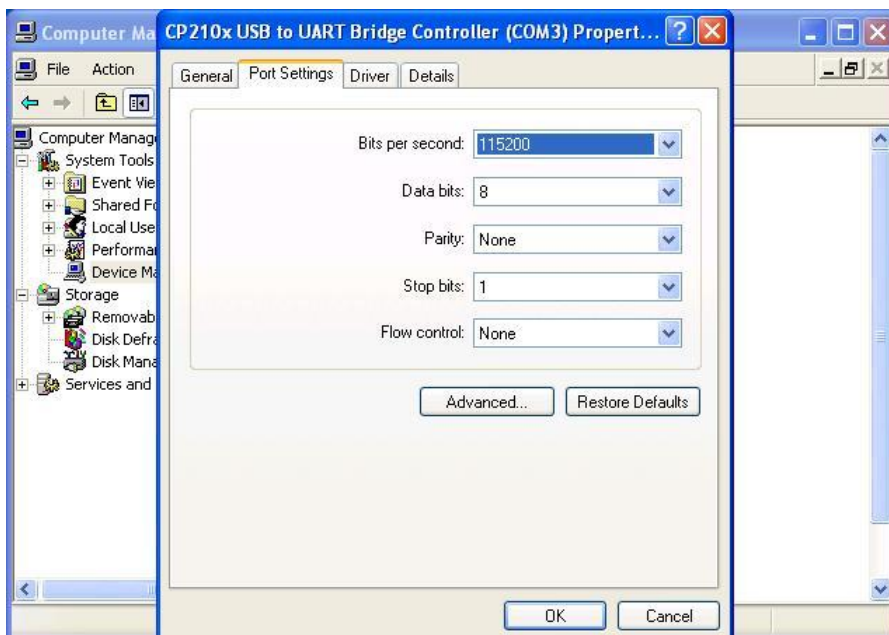 Computer Ma
CP210x USB to UART Bridge Controller (COM3) Propert...
File Action
General Port Settings Driver Details
Computer Manag
System Tools
Event Vie
Shared Fo
Local Use
Performa
Device Ma
Storage
Removab
Disk Defra
Disk Mana
Services and
Bits per second: 115200
Data bits: 8
Parity: None
Stop bits: 1
Flow control: None
Advanced... Restore Defaults
OK Cancel